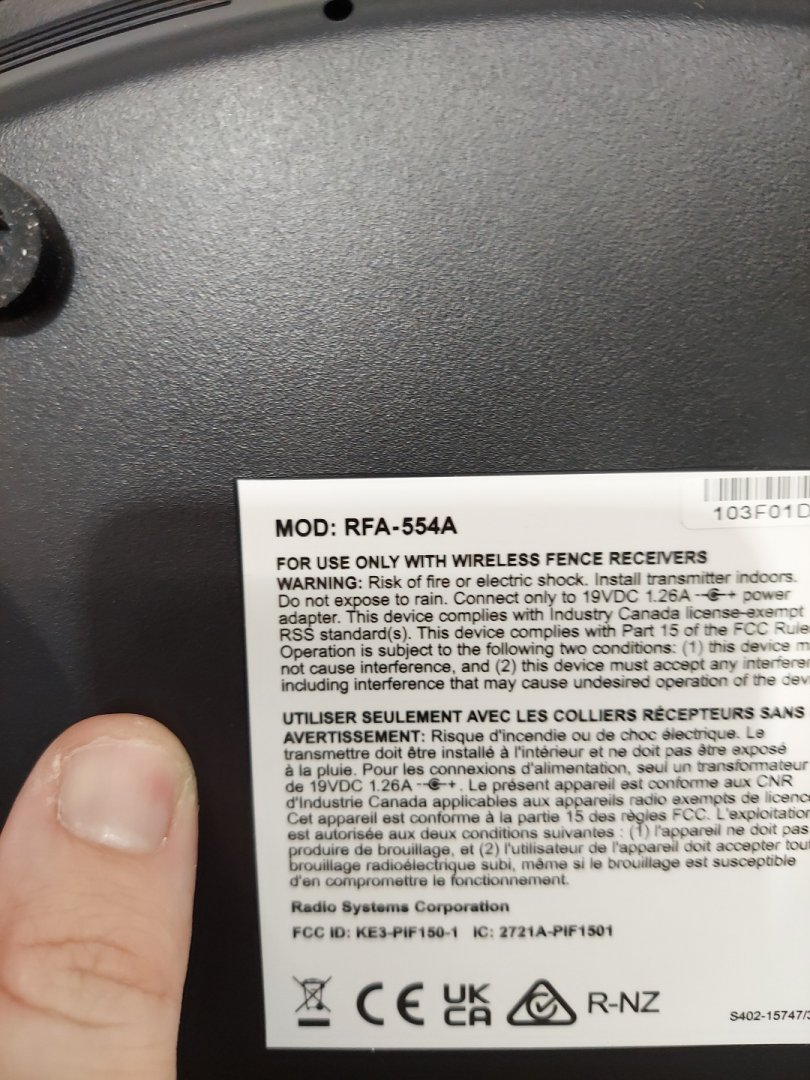 103F01D
MOD: RFA-554A
FOR USE ONLY WITH WIRELESS FENCE RECEIVERS
WARNING: Risk of fire or electric shock. Install transmitter indoors.
Do not expose to rain. Connect only to 19VDC 1.26A power
adapter. This device complies with Industry Canada license-exempt
RSS standard(s). This device complies with Part 15 of the FCC Rule
Operation is subject to the following two conditions: (1) this device m
not cause interference, and (2) this device must accept any interferen
including interference that may cause undesired operation of the devi
UTILISER SEULEMENT AVEC LES COLLIERS RÉCEPTEURS SANS
AVERTISSEMENT: Risque d'incendie ou de choc électrique. Le
transmettre doit être installé à l'intérieur et ne doit pas être exposé
à la pluie. Pour les connexions d'alimentation, seul un transformateur
de 19VDC 1.26A . Le présent appareil est conforme aux CNR
d'Industrie Canada applicables aux appareils radio exempts de licence
Cet appareil est conforme à la partie 15 des règles FCC. L'exploitation
est autorisée aux deux conditions suivantes : (1) l'appareil ne doit pas
produire de brouillage, et (2) l'utilisateur de l'appareil doit accepter tout
brouillage radioélectrique subi, même si le brouillage est susceptible
d'en compromettre le fonctionnement.
Radio Systems Corporation
FCC ID: KE3-PIF150-1 IC: 2721A-PIF1501
CE UK CA R-NZ
S402-15747/3